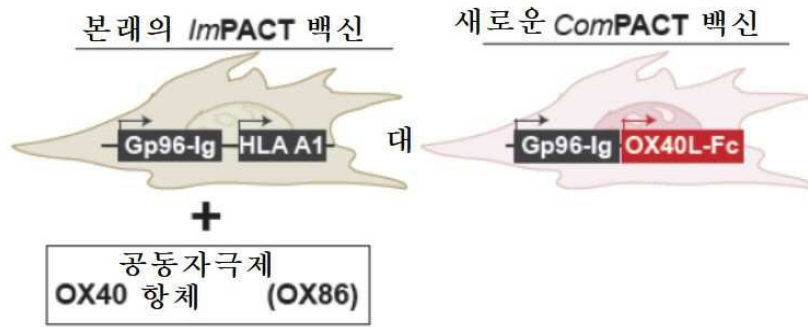 본래의 ImPACT 백신
새로운 ComPACT 백신
Gp96-Ig HLA A1
대
Gp96-Ig OX40L-Fc
+
공동자극제
OX40 항체 (OX86)